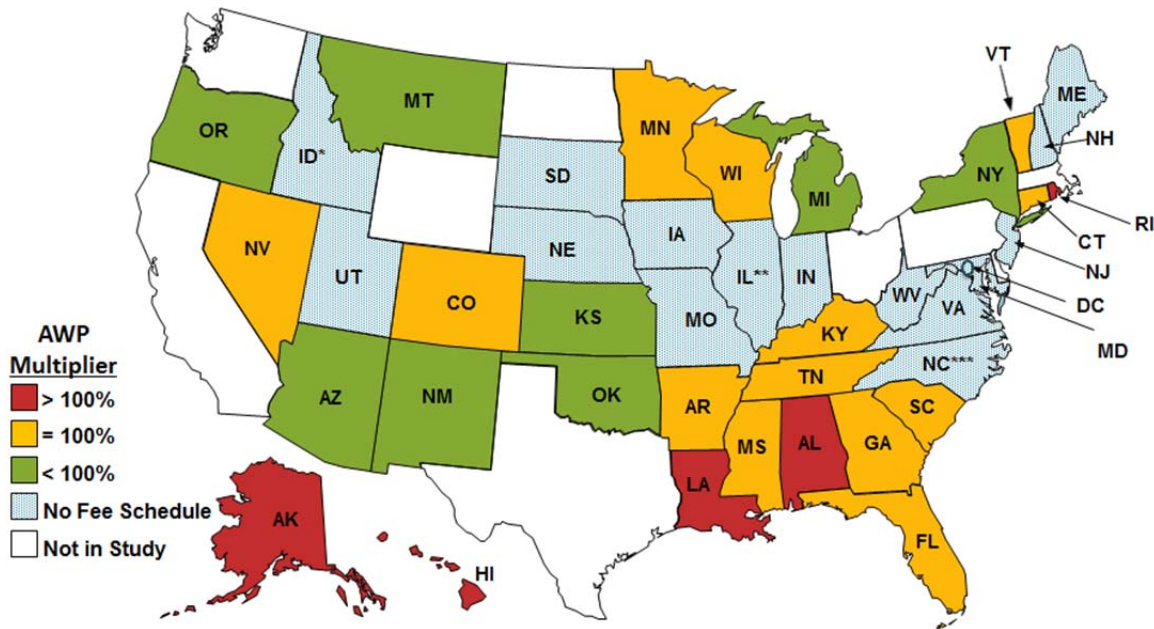 VT
ME
MT
MN
OR
ID*
NH
SD
WI
NY
MI
RI
IA
CT
NE
NV
NJ
IL**
IN
UT
WV
CO
DC
VA
MO
KS
KY
MD
AWP
Multiplier
NC***
TN
OK
AZ
NM
AR
SC
> 100%
MS
AL
GA
= 100%
< 100%
LA
No Fee Schedule
AK
FL
Not in Study
HI